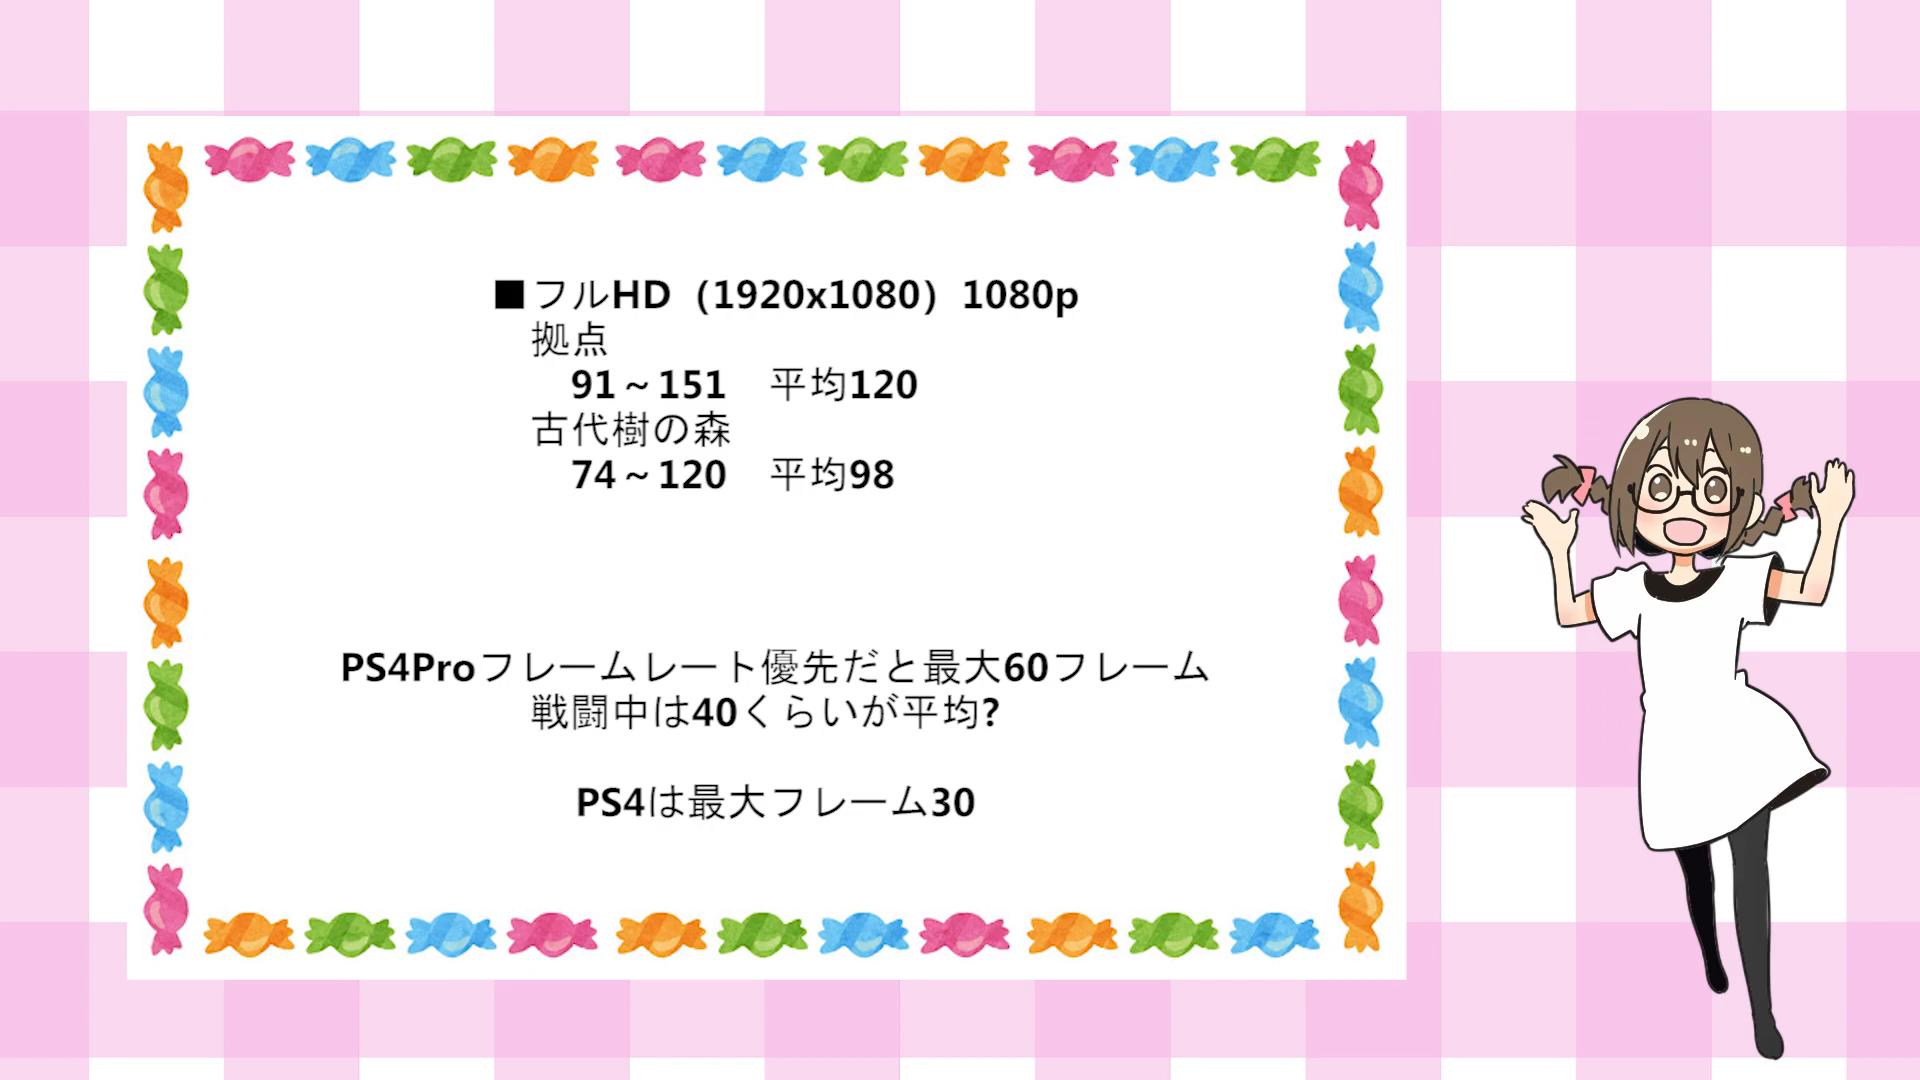 ■フルHD（1920x1080）1080p
拠点
91～151　平均120
古代樹の森
74～120　平均98
PS4Proフレームレート優先だと最大60フレーム
戦闘中は40くらいが平均?
PS4は最大フレーム30